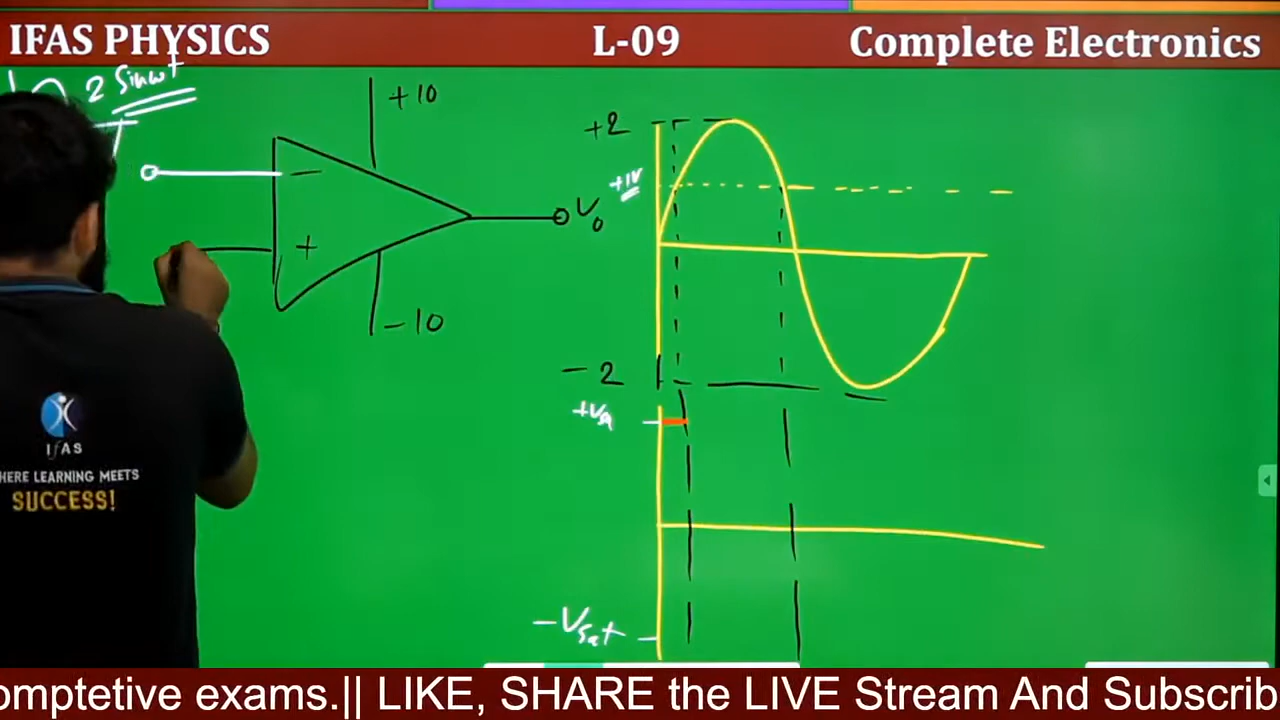 IFAS PHYSICS
L-09
Complete Electronics
2 Sinωt
+10
−
+
V₀
−10
+2
+1V
−2
+V
−Vsat
IFAS
HERE LEARNING MEETS
SUCCESS!
omptetive exams.|| LIKE, SHARE the LIVE Stream And Subscrib